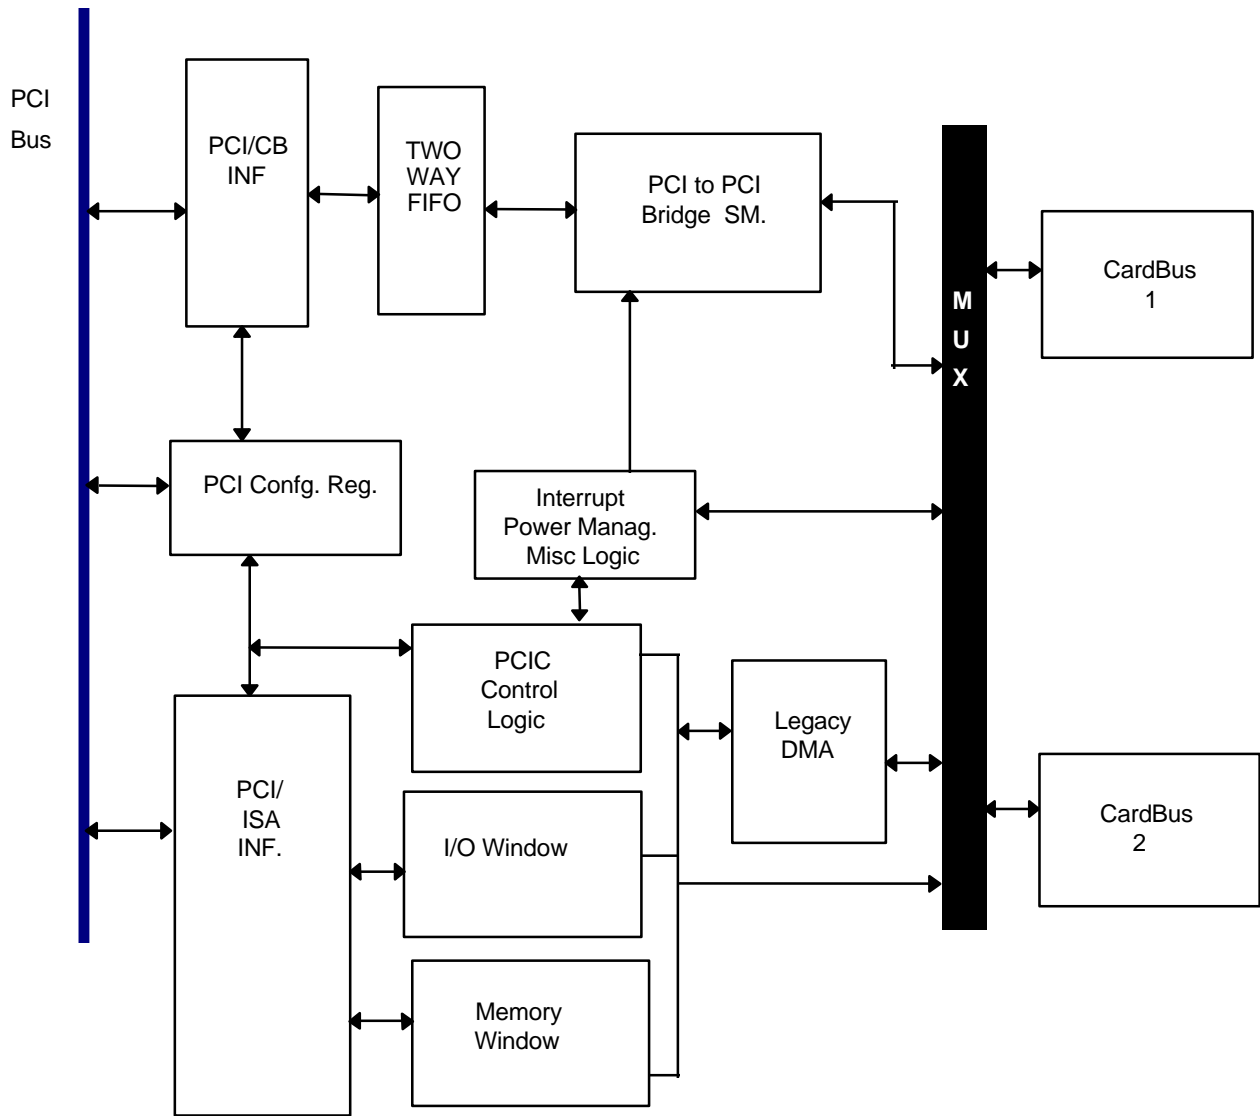 PCI
Bus
PCI/CB
INF
TWO
WAY
FIFO
PCI to PCI
Bridge SM.
M
U
X
CardBus
1
PCI Confg. Reg.
Interrupt
Power Manag.
Misc Logic
PCIC
Control
Logic
Legacy
DMA
PCI/
ISA
INF.
I/O Window
CardBus
2
Memory
Window